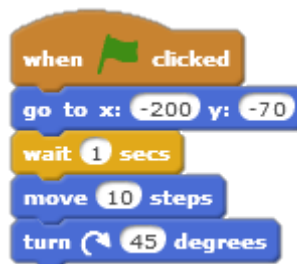 when clicked
go to x: -200 y: -70
wait 1 secs
move 10 steps
turn 45 degrees